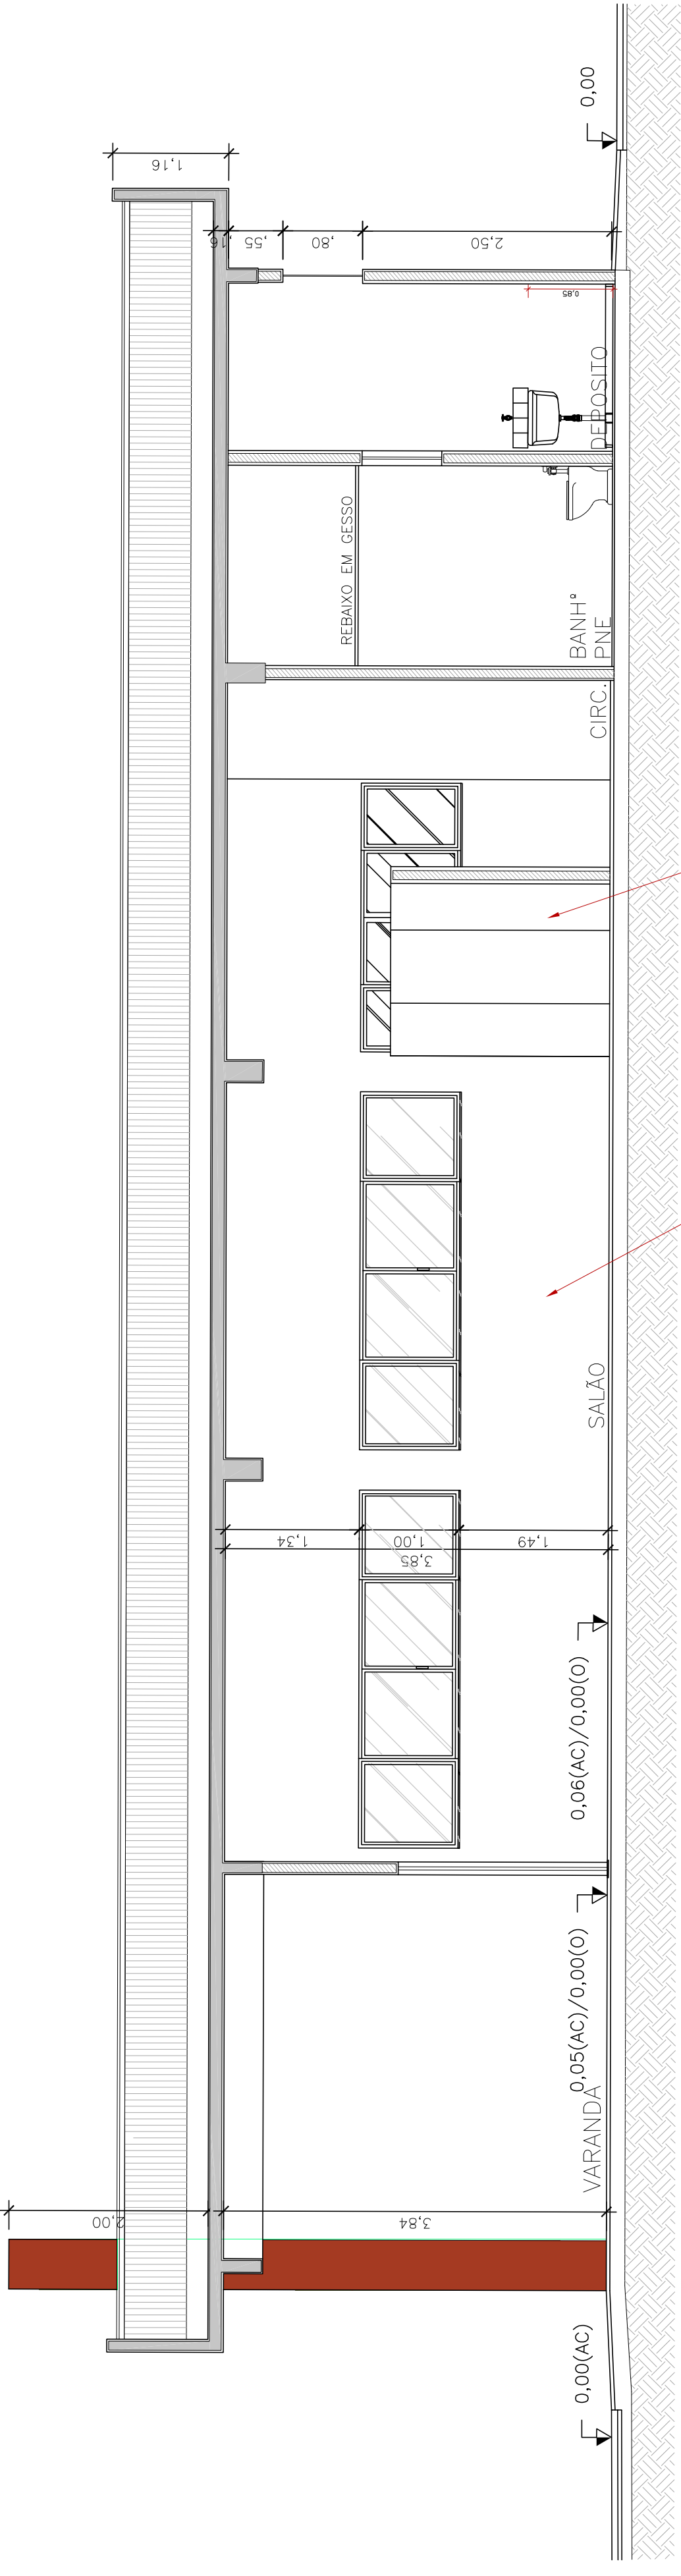 0,00
1,16
,16
,55
,80
2,50
0,85
DEPOSITO
REBAIXO EM GESSO
BANHº
PNE
CIRC.
SALÃO
1,34
1,00
1,49
3,85
0,06(AC)/0,00(O)
0,05(AC)/0,00(O)
VARANDA
2,00
3,84
0,00(AC)